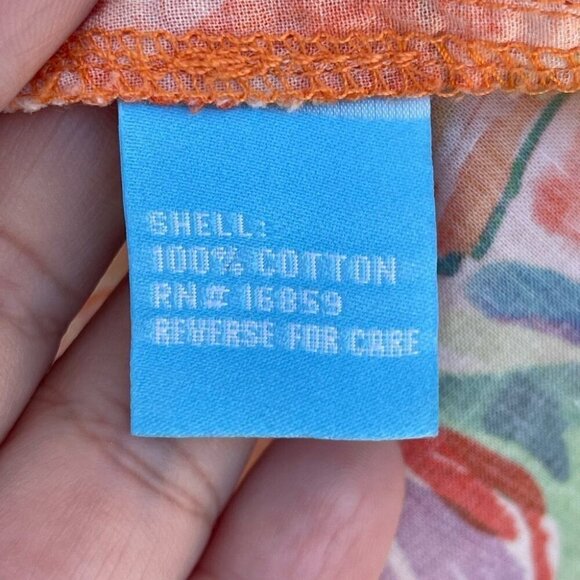 SHELL:
100% COTTON
RN# 16859
REVERSE FOR CARE